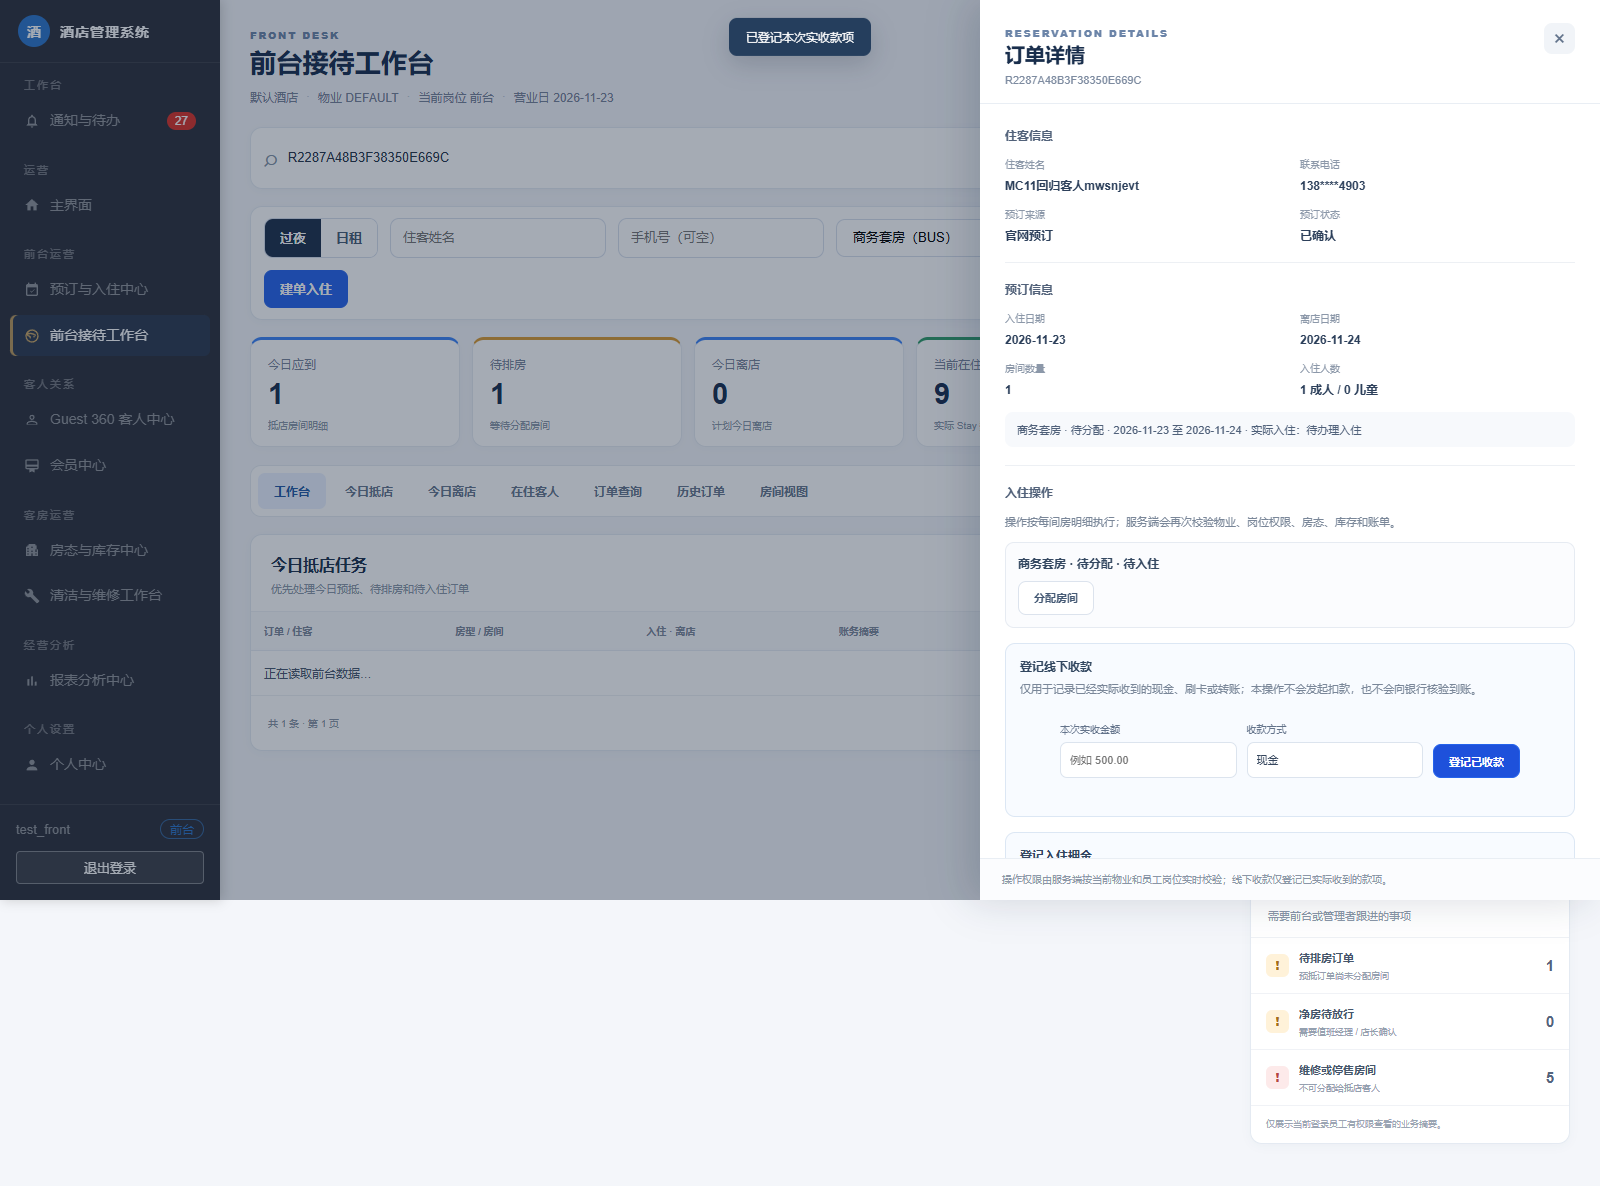 酒 酒店管理系统
工作台
通知与待办 27
运营
主界面
前台运营
预订与入住中心
前台接待工作台
客人关系
Guest 360 客人中心
会员中心
客房运营
房态与库存中心
清洁与维修工作台
经营分析
报表分析中心
个人设置
个人中心
test_front 前台
退出登录
FRONT DESK
前台接待工作台
默认酒店 · 物业 DEFAULT · 当前岗位 前台 · 营业日 2026-11-23
已登记本次实收款项
R2287A48B3F38350E669C
过夜 日租 住客姓名 手机号（可空） 商务套房（BUS）
建单入住
今日应到
1
抵店房间明细
待排房
1
等待分配房间
今日离店
0
计划今日离店
当前在住
9
实际 Stay
工作台 今日抵店 今日离店 在住客人 订单查询 历史订单 房间视图
今日抵店任务
优先处理今日预抵、待排房和待入住订单
订单 / 住客 房型 / 房间 入住 · 离店 账务摘要
正在读取前台数据...
共 1 条 · 第 1 页
RESERVATION DETAILS
订单详情
R2287A48B3F38350E669C
住客信息
住客姓名 联系电话
MC11回归客人mwsnjevt 138****4903
预订来源 预订状态
官网预订 已确认
预订信息
入住日期 离店日期
2026-11-23 2026-11-24
房间数量 入住人数
1 1 成人 / 0 儿童
商务套房 · 待分配 · 2026-11-23 至 2026-11-24 · 实际入住：待办理入住
入住操作
操作按每间房明细执行；服务端会再次校验物业、岗位权限、房态、库存和账单。
商务套房 · 待分配 · 待入住
分配房间
登记线下收款
仅用于记录已经实际收到的现金、刷卡或转账；本操作不会发起扣款，也不会向银行核验到账。
本次实收金额 收款方式
例如 500.00 现金 登记已收款
登记入住押金
操作权限由服务端按当前物业和员工岗位实时校验；线下收款仅登记已实际收到的款项。
需要前台或管理者跟进的事项
! 待排房订单 1
预抵订单尚未分配房间
! 净房待放行 0
需要值班经理 / 店长确认
! 维修或停售房间 5
不可分配给抵店客人
仅展示当前登录员工有权限查看的业务摘要。